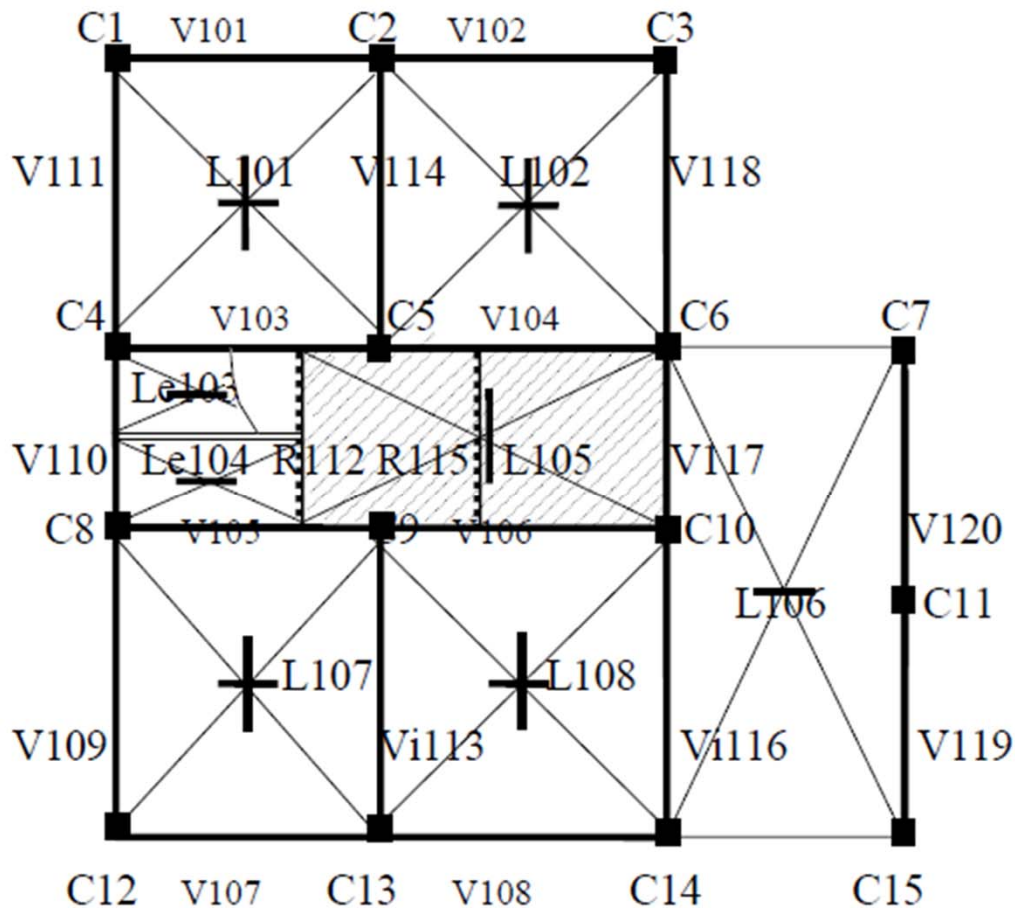 C1 V101 C2 V102 C3
V111 L101 V114 L102 V118
C4 V103 C5 V104 C6 C7
Le103
V110 Le104 R112 R115 L105 V117
C8 V105 C9 V106 C10 V120
L106 C11
L107 L108
V109 Vi113 Vi116 V119
C12 V107 C13 V108 C14 C15